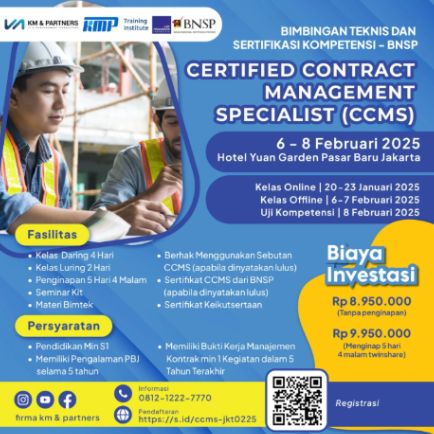 KM & PARTNERS
KMP
Training
Institute
BNSP
BIMBINGAN TEKNIS DAN
SERTIFIKASI KOMPETENSI – BNSP
CERTIFIED CONTRACT
MANAGEMENT
SPECIALIST (CCMS)
6 – 8 Februari 2025
Hotel Yuan Garden Pasar Baru Jakarta
Kelas Online | 20-23 Januari 2025
Kelas Offline | 6-7 Februari 2025
Uji Kompetensi | 8 Februari 2025
Fasilitas
• Kelas Daring 4 Hari
• Kelas Luring 2 Hari
• Penginapan 5 Hari 4 Malam
• Seminar Kit
• Materi Bimtek
• Berhak Menggunakan Sebutan
CCMS (apabila dinyatakan lulus)
• Sertifikat CCMS dari BNSP
(apabila dinyatakan lulus)
• Sertifikat Keikutsertaan
Biaya
Investasi
Rp 8.950.000
(Tanpa penginapan)
Rp 9.950.000
(Menginap 5 hari
4 malam twinshare)
Persyaratan
• Pendidikan Min S1
• Memiliki Pengalaman PBJ
selama 5 tahun
• Memiliki Bukti Kerja Manajemen
Kontrak min 1 Kegiatan dalam 5
Tahun Terakhir
firma km & partners
Informasi
0812-1222-7770
Pendaftaran
https://s.id/ccms-jkt0225
Registrasi